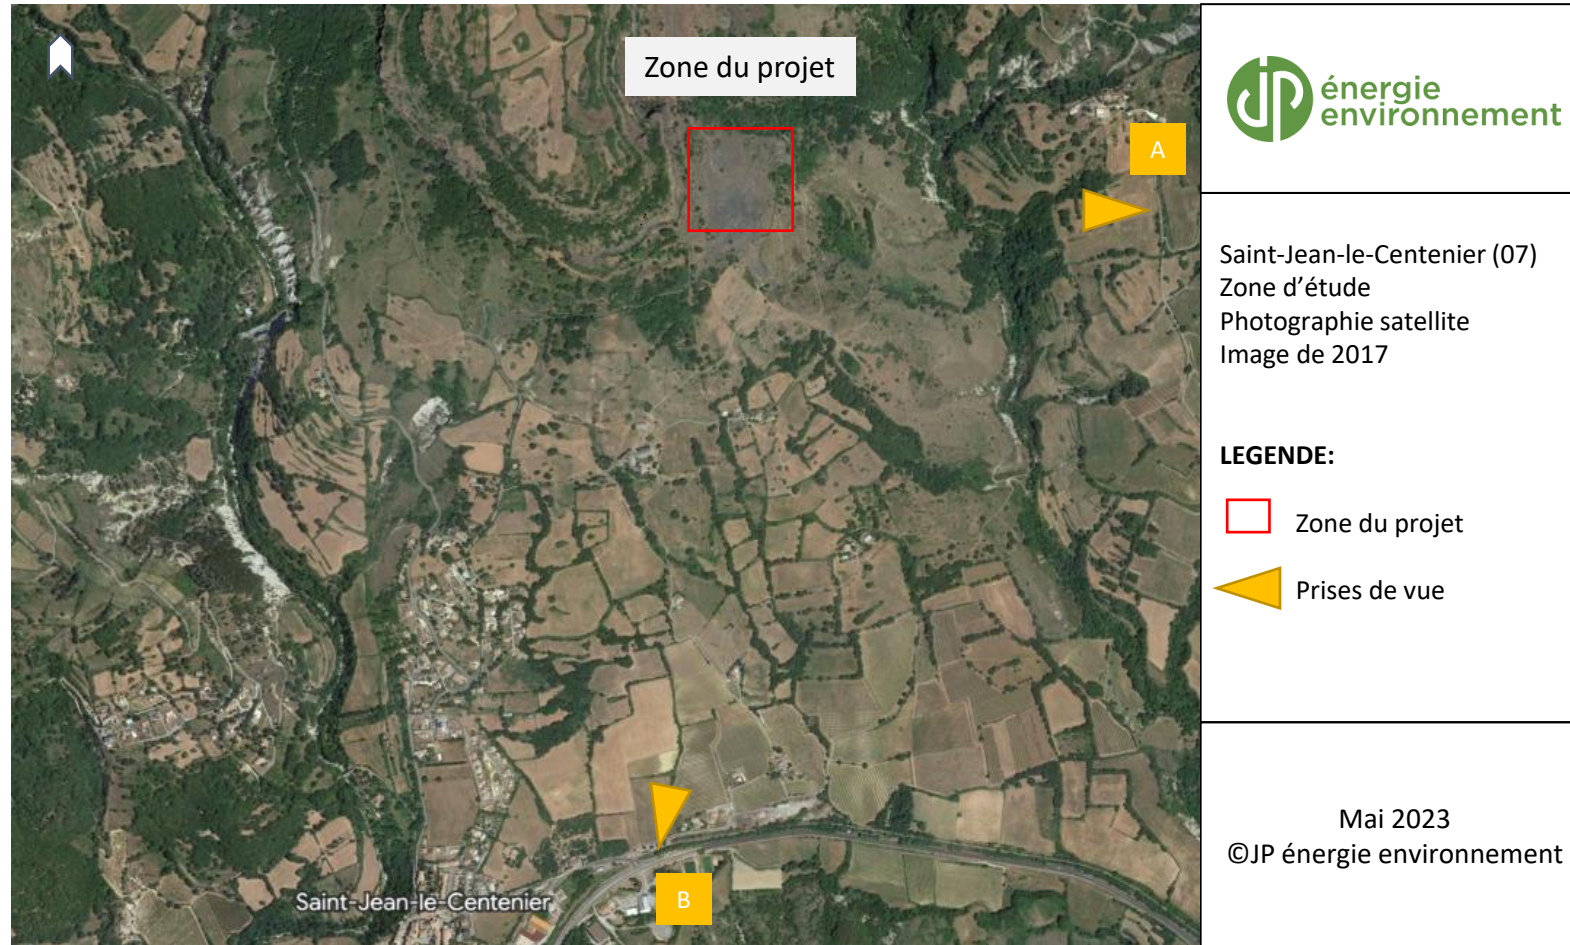 Zone du projet
A
B
Saint-Jean-le-Centenier
JP énergie
environnement
Saint-Jean-le-Centenier (07)
Zone d’étude
Photographie satellite
Image de 2017
LEGENDE:
Zone du projet
Prises de vue
Mai 2023
©JP énergie environnement